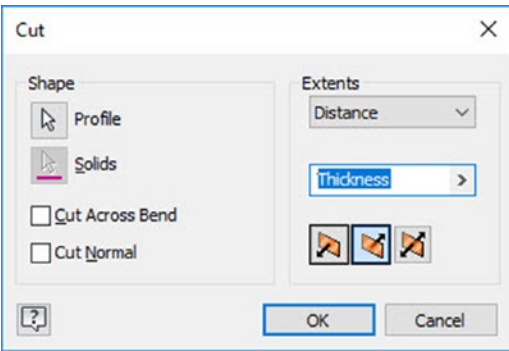 Cut
Shape
Profile
Solids
Cut Across Bend
Cut Normal
Extents
Distance
Thickness
OK
Cancel